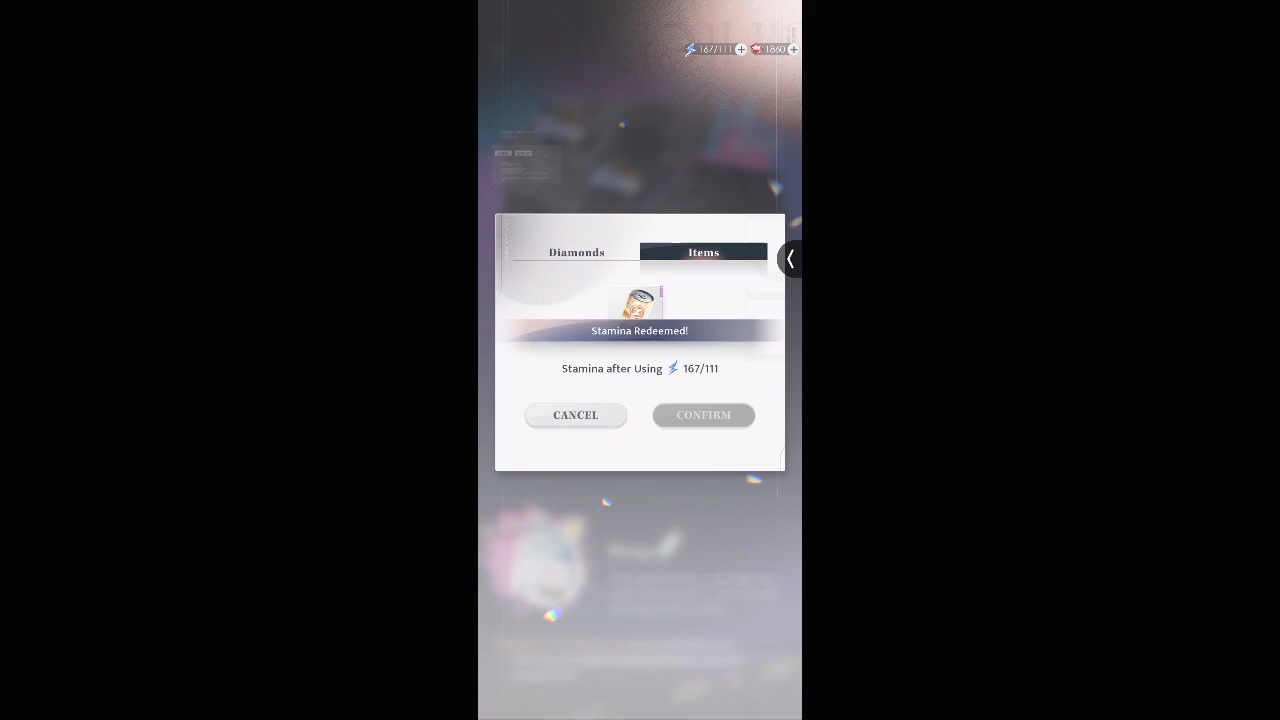 167/111 + 1860 +
Diamonds
Items
Stamina Redeemed!
Stamina after Using 167/111
CANCEL
CONFIRM